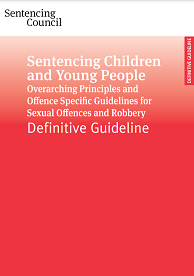 Sentencing
Council
DEFINITIVE GUIDELINE
Sentencing Children
and Young People
Overarching Principles and
Offence Specific Guidelines for
Sexual Offences and Robbery
Definitive Guideline